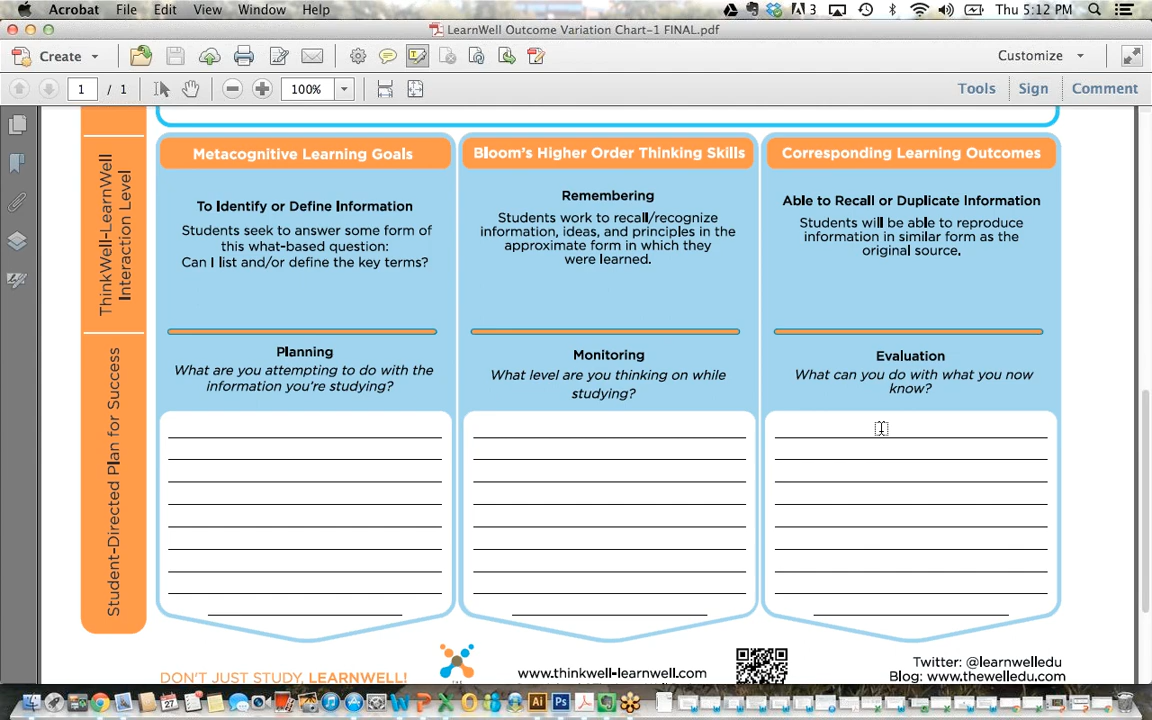 Acrobat File Edit View Window Help
3
Thu 5:12 PM
LearnWell Outcome Variation Chart-1 FINAL.pdf
Create
Customize
1 / 1
100%
Tools Sign Comment
ThinkWell-LearnWell
Interaction Level
Metacognitive Learning Goals
To Identify or Define Information
Students seek to answer some form of
this what-based question:
Can I list and/or define the key terms?
Bloom's Higher Order Thinking Skills
Remembering
Students work to recall/recognize
information, ideas, and principles in the
approximate form in which they
were learned.
Corresponding Learning Outcomes
Able to Recall or Duplicate Information
Students will be able to reproduce
information in similar form as the
original source.
Student-Directed Plan for Success
Planning
What are you attempting to do with the
information you're studying?
Monitoring
What level are you thinking on while
studying?
Evaluation
What can you do with what you now
know?
DON'T JUST STUDY, LEARNWELL!
www.thinkwell-learnwell.com
Twitter: @learnwelledu
Blog: www.thewelledu.com